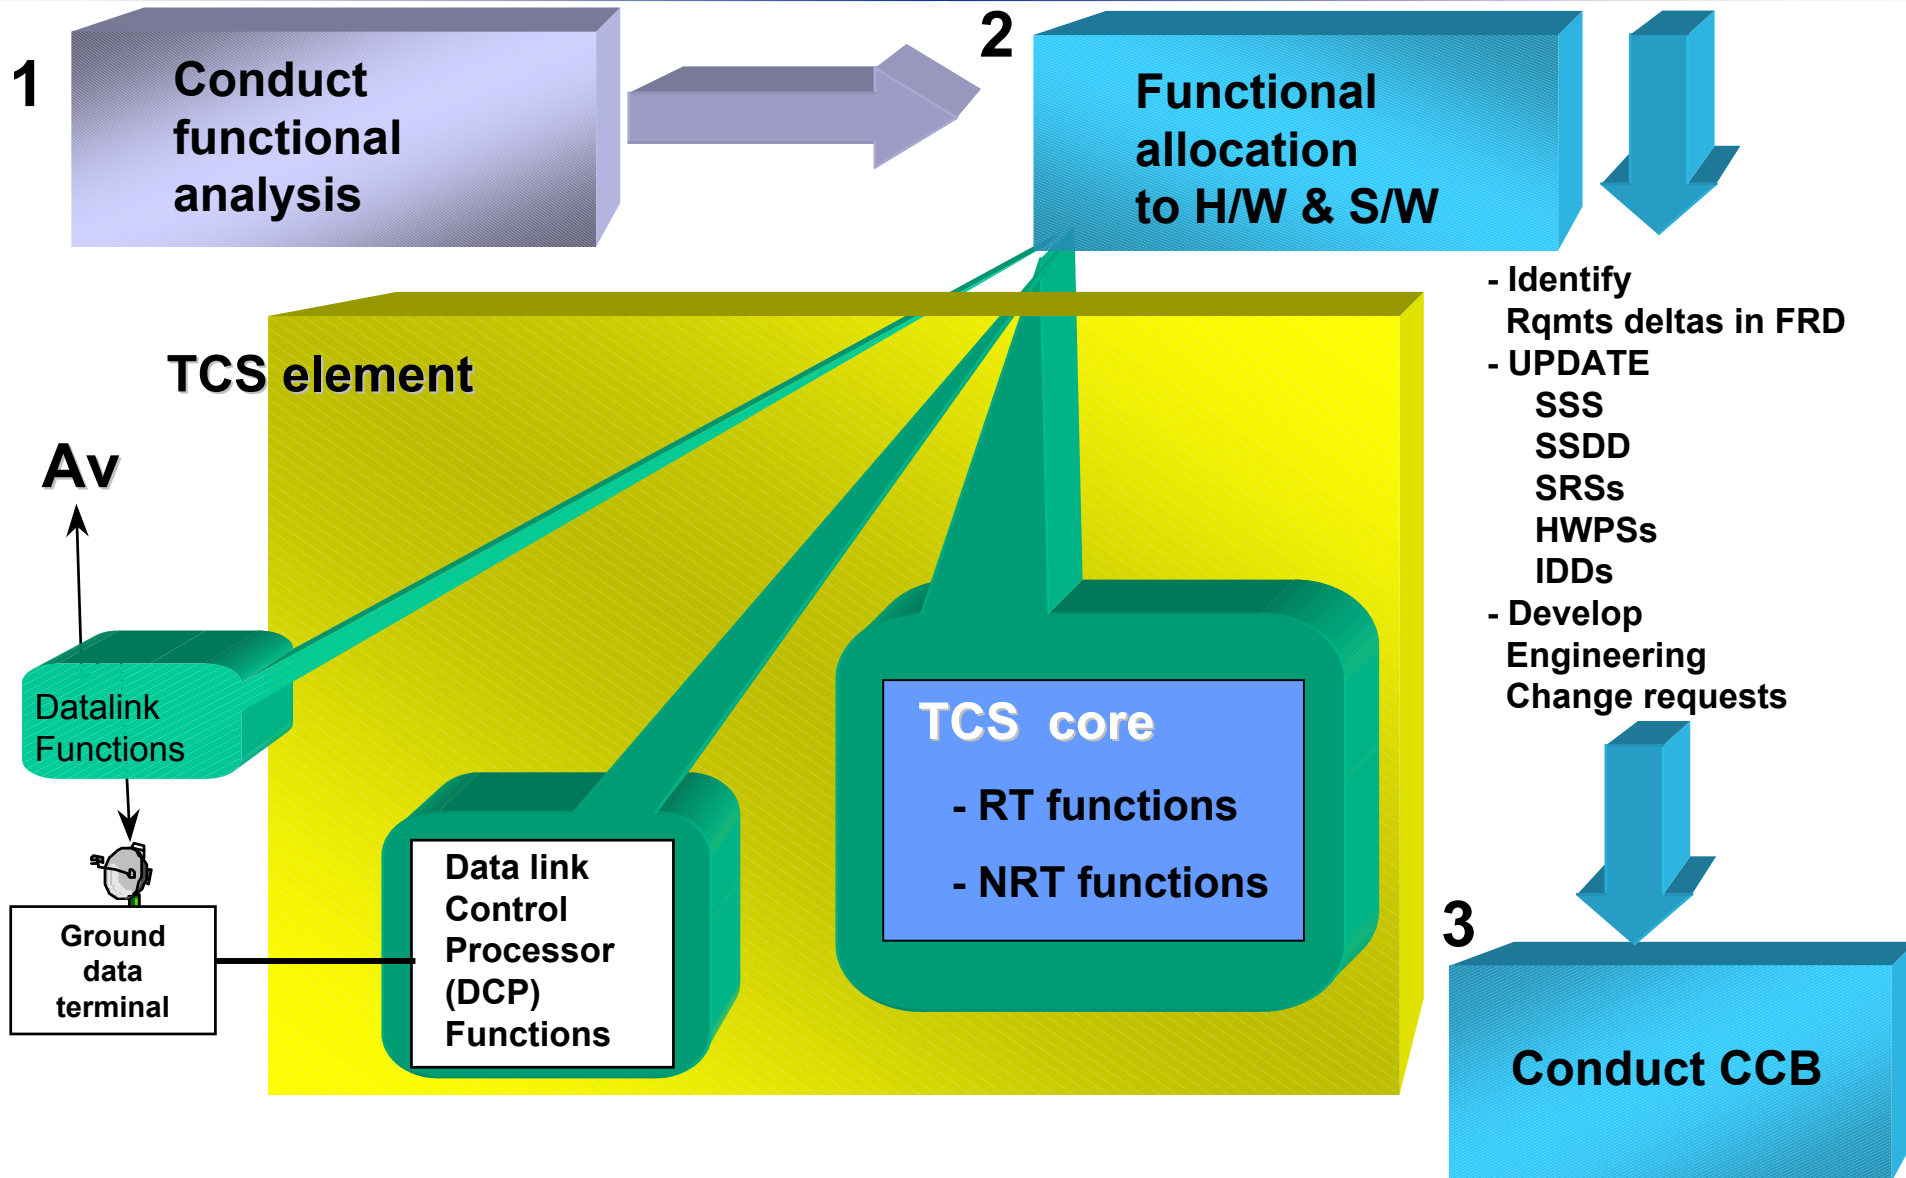 1
Conduct
functional
analysis
2
Functional
allocation
to H/W & S/W
- Identify
Rqmts deltas in FRD
- UPDATE
SSS
SSDD
SRSs
HWPSs
IDDs
- Develop
Engineering
Change requests
TCS element
Av
Datalink
Functions
Ground
data
terminal
Data link
Control
Processor
(DCP)
Functions
TCS core
- RT functions
- NRT functions
3
Conduct CCB